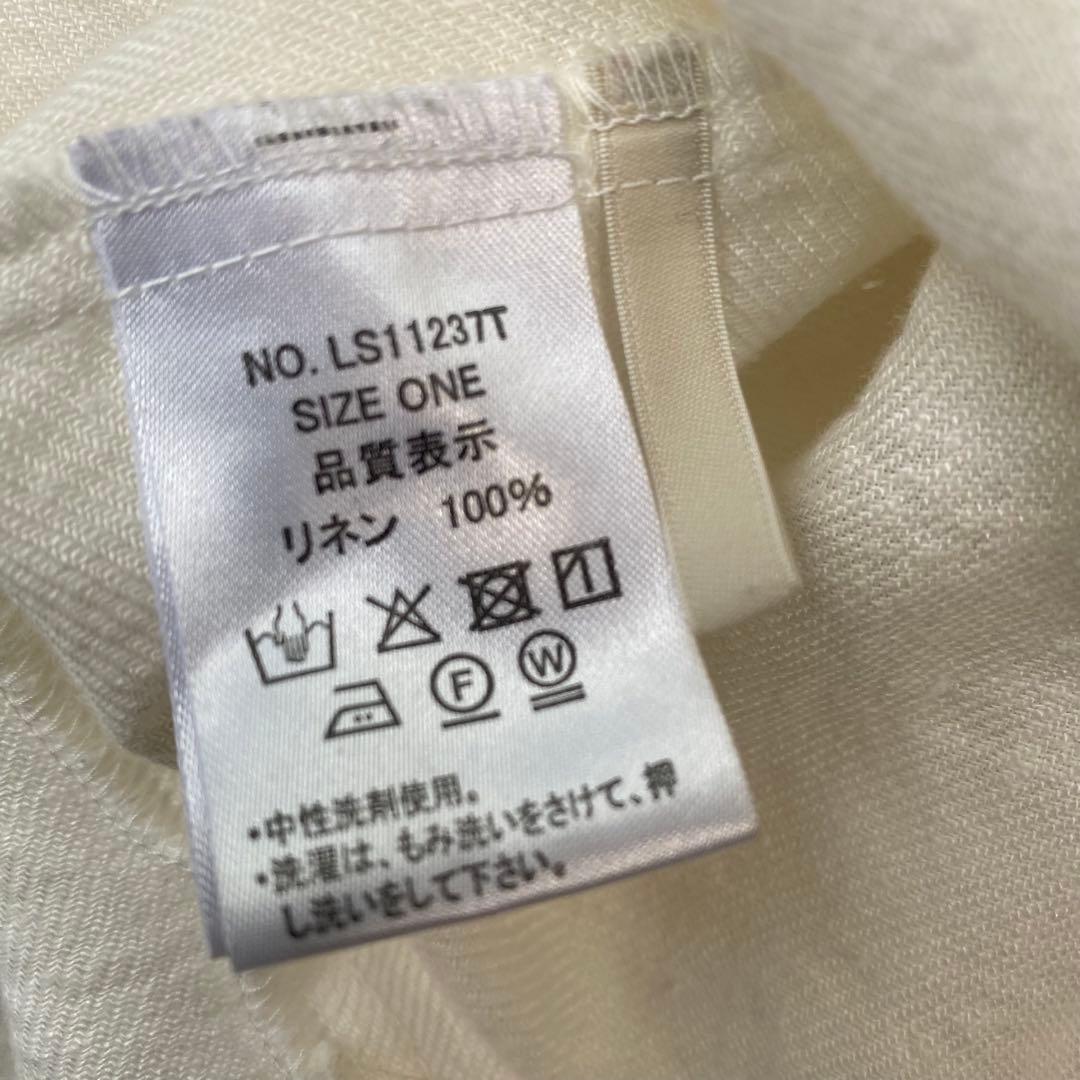 NO. LS11237T
SIZE ONE
品質表示
リネン 100%
F W
•中性洗剤使用。
•洗濯は、もみ洗いをさけて、押
し洗いをして下さい。